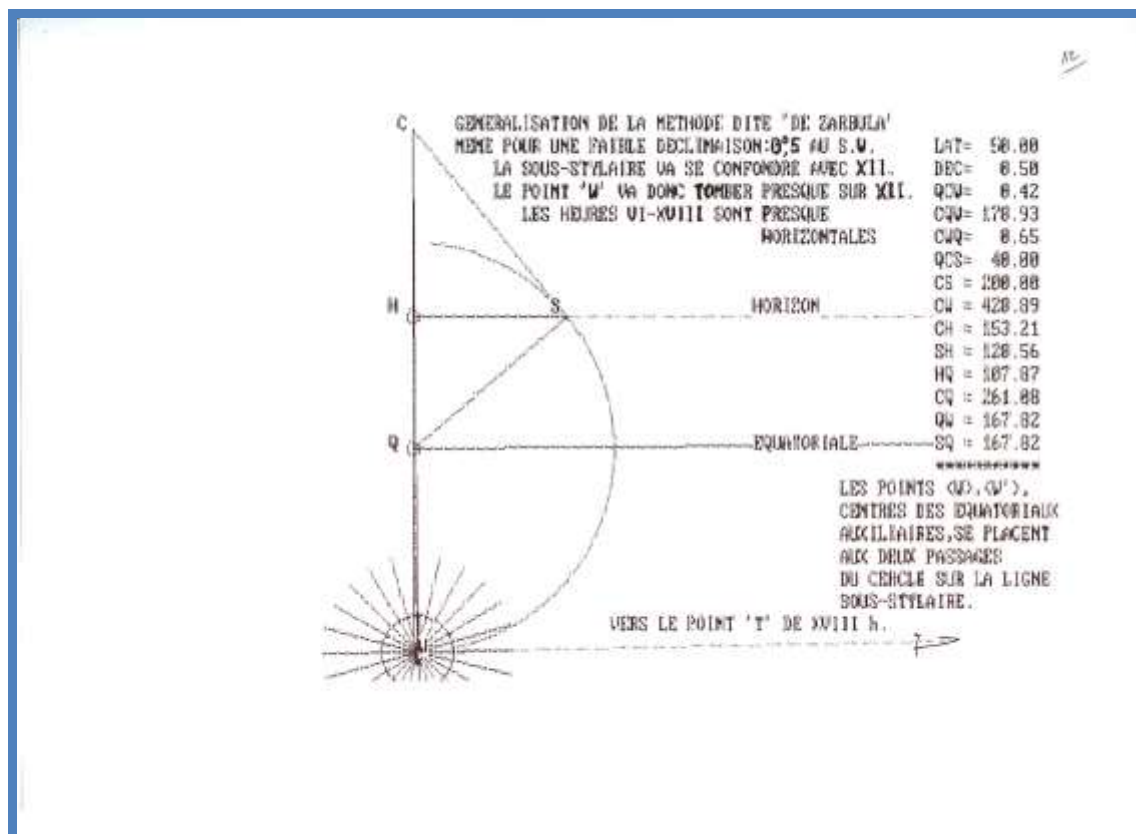 12
C
GENERALISATION DE LA METHODE DITE 'DE ZARBULA'
MEME POUR UNE FAIBLE DECLINAISON:0°,5 AU S.W.
LA SOUS-STYLAIRE VA SE CONFONDRE AVEC XII.
LE POINT 'W' VA DONC TOMBER PRESQUE SUR XII.
LES HEURES VI-XVIII SONT PRESQUE
HORIZONTALES
LAT= 50.00
DEC= 0.50
QCW= 0.42
CQW= 178.93
CWQ= 0.65
QCS= 40.00
CS = 200.00
CW = 428.89
CH = 153.21
SH = 128.56
HQ = 107.87
CQ = 261.08
QW = 167.82
SQ = 167.82
***********
H
S
HORIZON
Q
EQUATORIALE
LES POINTS (W),(W'),
CENTRES DES EQUATORIAUX
AUXILIAIRES,SE PLACENT
AUX DEUX PASSAGES
DU CERCLE SUR LA LIGNE
SOUS-STYLAIRE.
VERS LE POINT 'T' DE XVIII h.